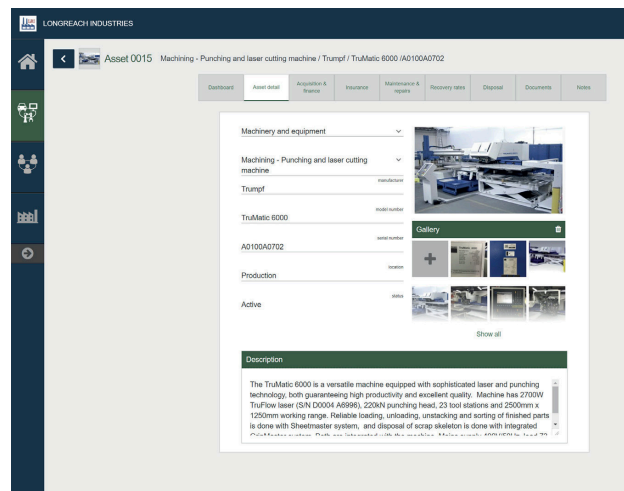 LONGREACH INDUSTRIES
Asset 0015 Machining - Punching and laser cutting machine / Trumpf / TruMatic 6000 /A0100A0702
Dashboard Asset detail Acquisition & finance Insurance Maintenance & repairs Recovery rates Disposal Documents Notes
Machinery and equipment
Machining - Punching and laser cutting
machine
manufacturer
Trumpf
model number
TruMatic 6000
serial number
A0100A0702
location
Production
status
Active
Gallery
Show all
Description
The TruMatic 6000 is a versatile machine equipped with sophisticated laser and punching
technology, both guaranteeing high productivity and excellent quality. Machine has 2700W
TruFlow laser (S/N D0004 A6996), 220kN punching head, 23 tool stations and 2500mm x
1250mm working range. Reliable loading, unloading, unstacking and sorting of finished parts
is done with Sheetmaster system, and disposal of scrap skeleton is done with integrated